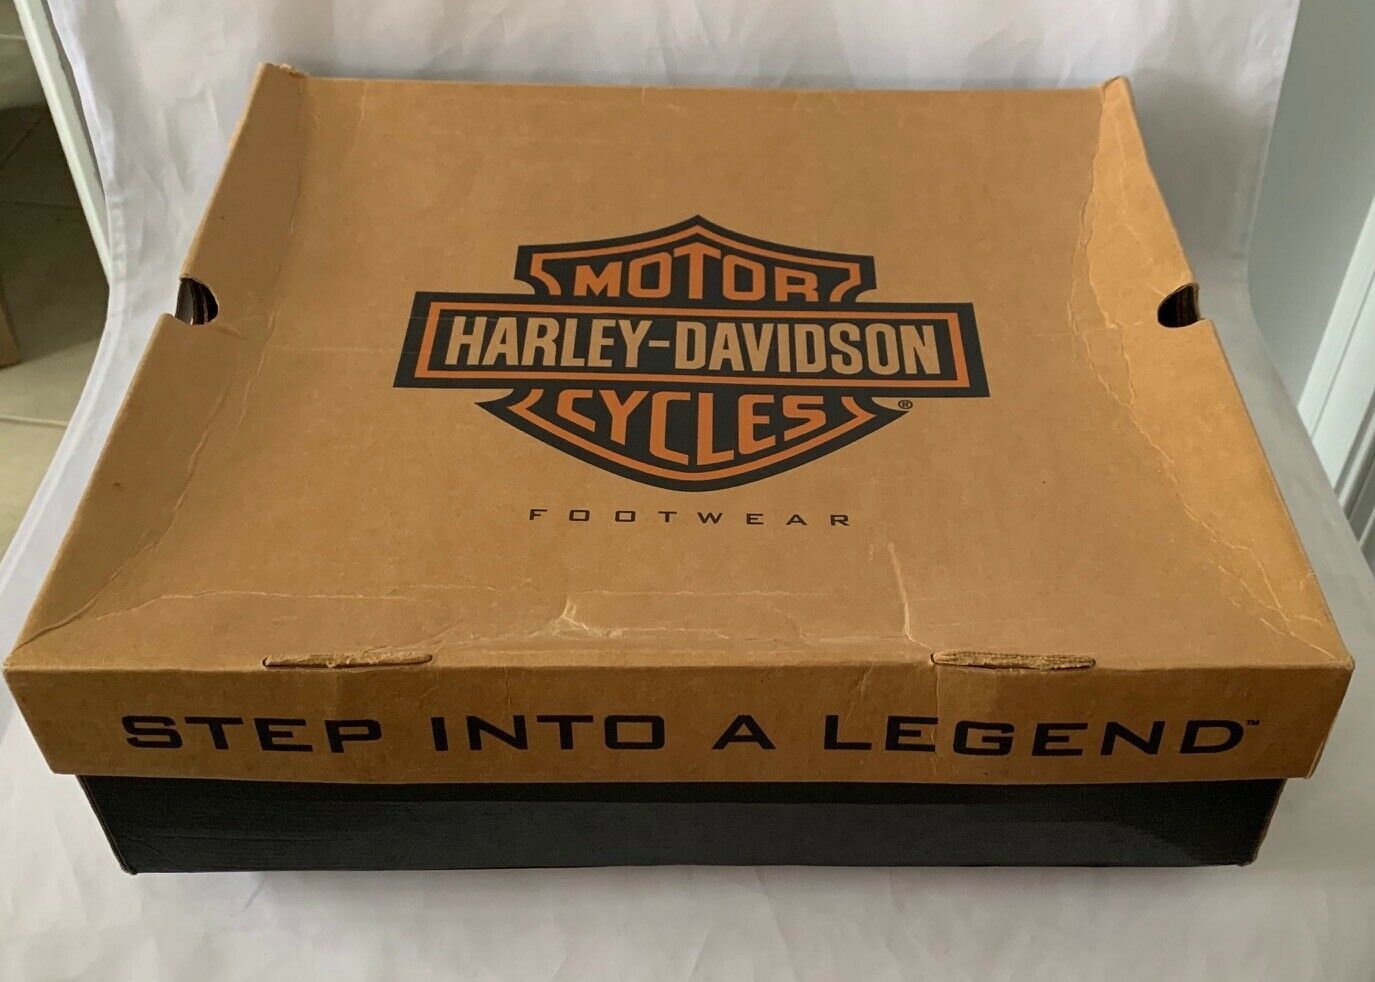 MOTOR
HARLEY-DAVIDSON
CYCLES ®
FOOTWEAR
STEP INTO A LEGEND™